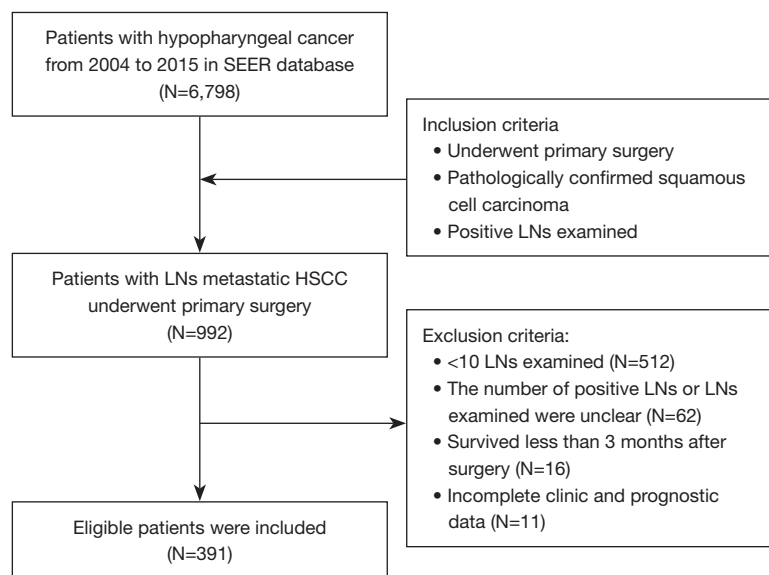 Patients with hypopharyngeal cancer
from 2004 to 2015 in SEER database
(N=6,798)
Inclusion criteria
• Underwent primary surgery
• Pathologically confirmed squamous
cell carcinoma
• Positive LNs examined
Patients with LNs metastatic HSCC
underwent primary surgery
(N=992)
Exclusion criteria:
• <10 LNs examined (N=512)
• The number of positive LNs or LNs
examined were unclear (N=62)
• Survived less than 3 months after
surgery (N=16)
• Incomplete clinic and prognostic
data (N=11)
Eligible patients were included
(N=391)